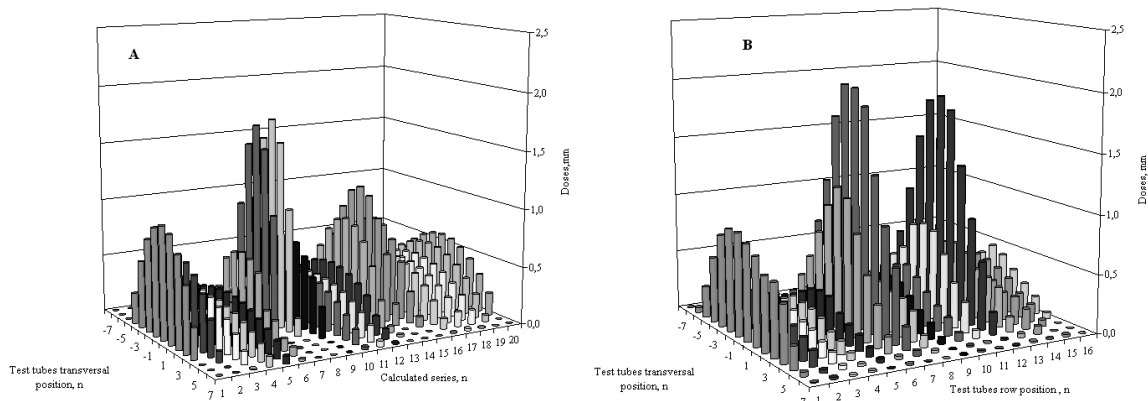 A
2,5
2,0
1,5
1,0
0,5
0,0
Doses,mm
-7
-5
-3
-1
1
3
5
7
Test tubes transversal
position, n
1 2 3 4 5 6 7 8 9 10 11 12 13 14 15 16 17 18 19 20
Calculated series, n
B
2,5
2,0
1,5
1,0
0,5
0,0
Doses, mm
-7
-5
-3
-1
1
3
5
7
Test tubes transversal
position, n
1 2 3 4 5 6 7 8 9 10 11 12 13 14 15 16
Test tubes row position , n